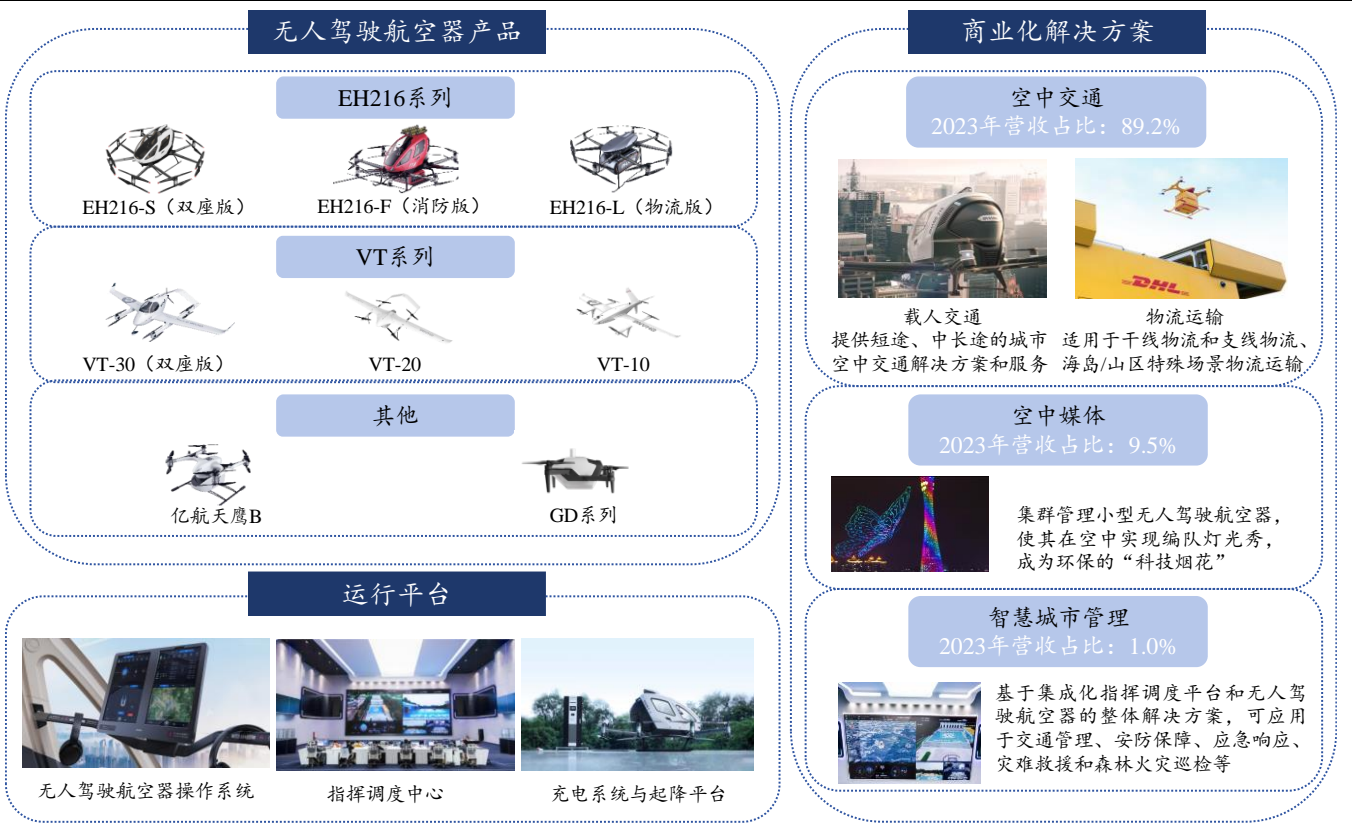 无人驾驶航空器产品
EH216系列
EH216-S（双座版）
EH216-F（消防版）
EH216-L（物流版）
VT系列
VT-30（双座版）
VT-20
VT-10
其他
亿航天鹰B
GD系列
运行平台
无人驾驶航空器操作系统
指挥调度中心
充电系统与起降平台
商业化解决方案
空中交通
2023年营收占比：89.2%
DHL
载人交通
提供短途、中长途的城市
空中交通解决方案和服务
物流运输
适用于干线物流和支线物流、
海岛/山区特殊场景物流运输
空中媒体
2023年营收占比：9.5%
集群管理小型无人驾驶航空器，
使其在空中实现编队灯光秀，
成为环保的“科技烟花”
智慧城市管理
2023年营收占比：1.0%
基于集成化指挥调度平台和无人驾
驶航空器的整体解决方案，可应用
于交通管理、安防保障、应急响应、
灾难救援和森林火灾巡检等